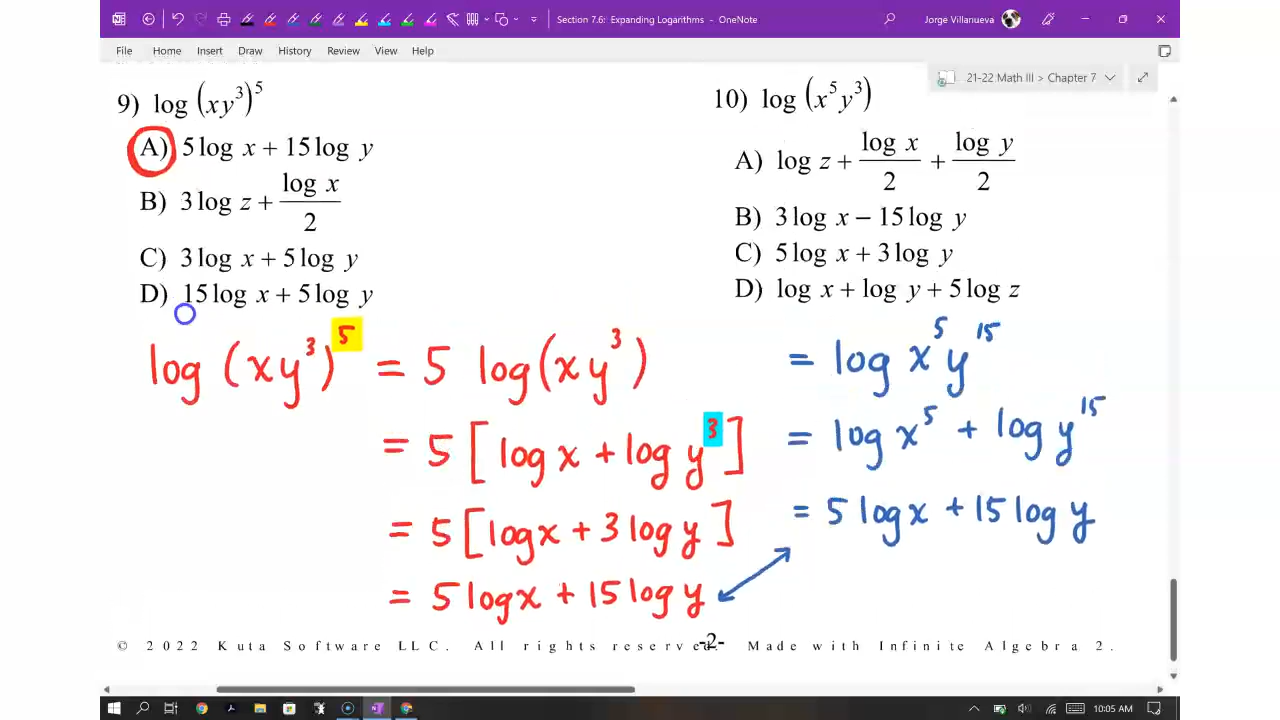 Section 7.6: Expanding Logarithms - OneNote
Jorge Villanueva
File Home Insert Draw History Review View Help
21-22 Math III > Chapter 7
9) log (xy³)⁵
A) 5 log x + 15 log y
B) 3 log z + log x / 2
C) 3 log x + 5 log y
D) 15 log x + 5 log y
10) log (x⁵y³)
A) log z + log x / 2 + log y / 2
B) 3 log x − 15 log y
C) 5 log x + 3 log y
D) log x + log y + 5 log z
log (xy³)⁵ = 5 log(xy³)
= 5 [log x + log y³]
= 5 [log x + 3 log y]
= 5 log x + 15 log y
= log x⁵y¹⁵
= log x⁵ + log y¹⁵
= 5 log x + 15 log y
© 2022 Kuta Software LLC. All rights reserved. -2- Made with Infinite Algebra 2.
10:05 AM